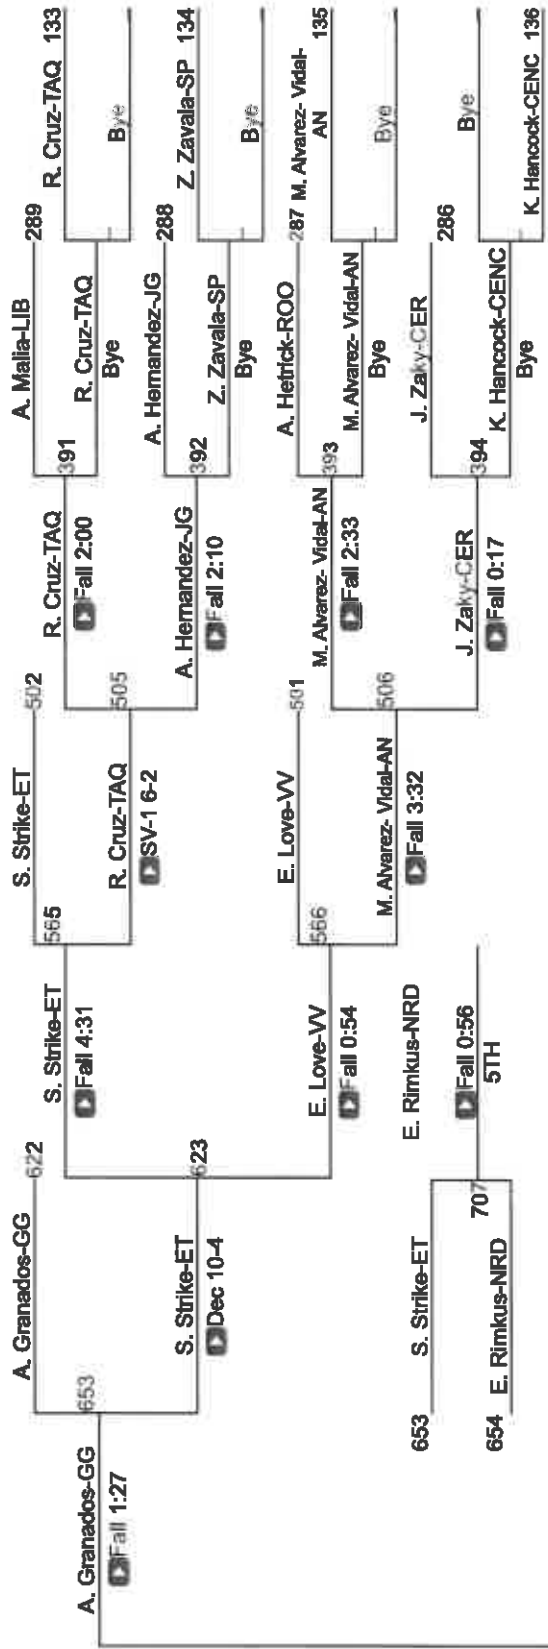 A. Granados-GG
Fall 1:27
A. Granados-GG
622
653
S. Strike-ET
Dec 10-4
S. Strike-ET
Fall 4:31
623
E. Love-VV
Fall 0:54
S. Strike-ET
502
565
R. Cruz-TAQ
SV-1 6-2
E. Love-VV
501
566
M. Alvarez- Vidal-AN
Fall 3:32
R. Cruz-TAQ
Fall 2:00
505
A. Hernandez-JG
Fall 2:10
M. Alvarez- Vidal-AN
Fall 2:33
506
J. Zaky-CER
Fall 0:17
A. Malia-LIB
289
391
R. Cruz-TAQ
Bye
A. Hernandez-JG
288
392
Z. Zavala-SP
Bye
A. Hetrick-ROO
287
393
M. Alvarez- Vidal-AN
Bye
J. Zaky-CER
286
394
K. Hancock-CENC
Bye
R. Cruz-TAQ 133
Bye
Z. Zavala-SP 134
Bye
M. Alvarez- Vidal-
AN
135
Bye
Bye
K. Hancock-CENC 136
653
S. Strike-ET
654
E. Rimkus-NRD
707
E. Rimkus-NRD
Fall 0:56
5TH